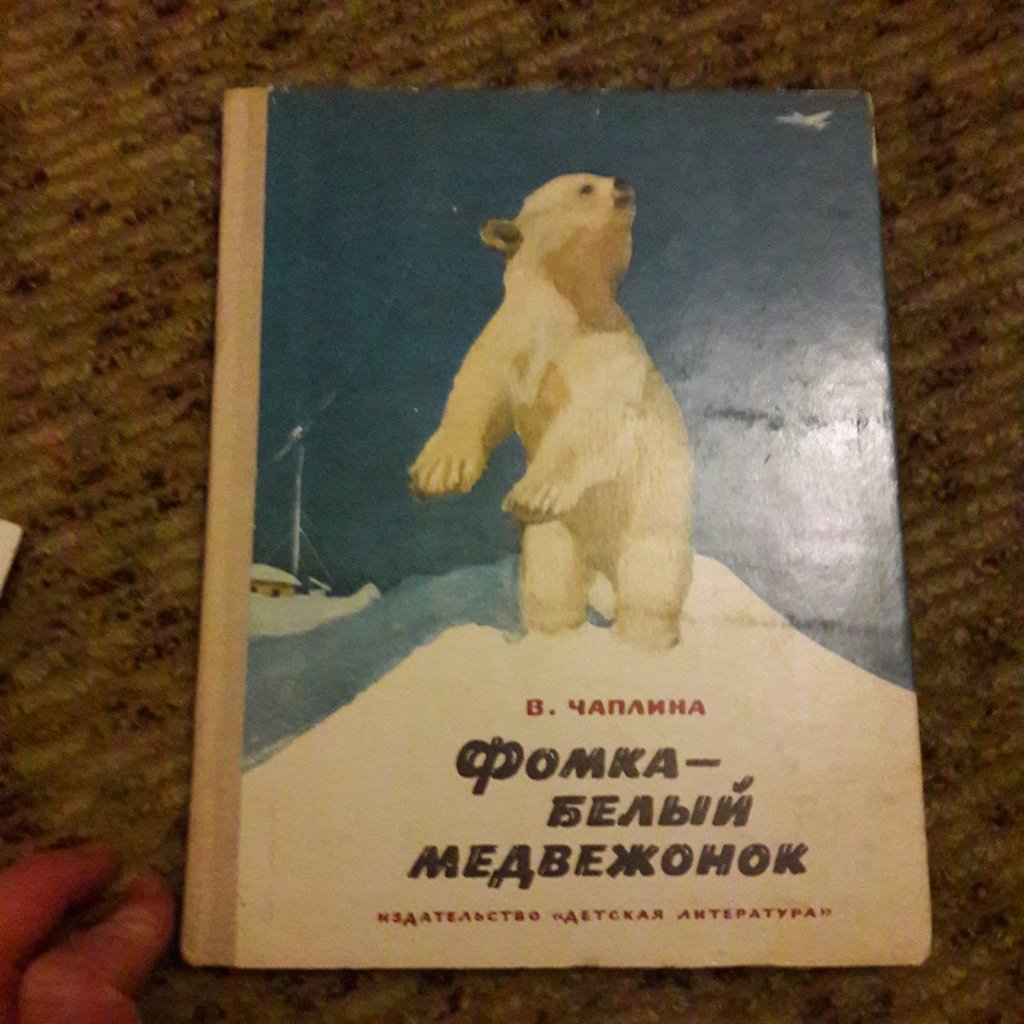 В. ЧАПЛИНА
ФОМКА—
БЕЛЫЙ
МЕДВЕЖОНОК
ИЗДАТЕЛЬСТВО «ДЕТСКАЯ ЛИТЕРАТУРА»